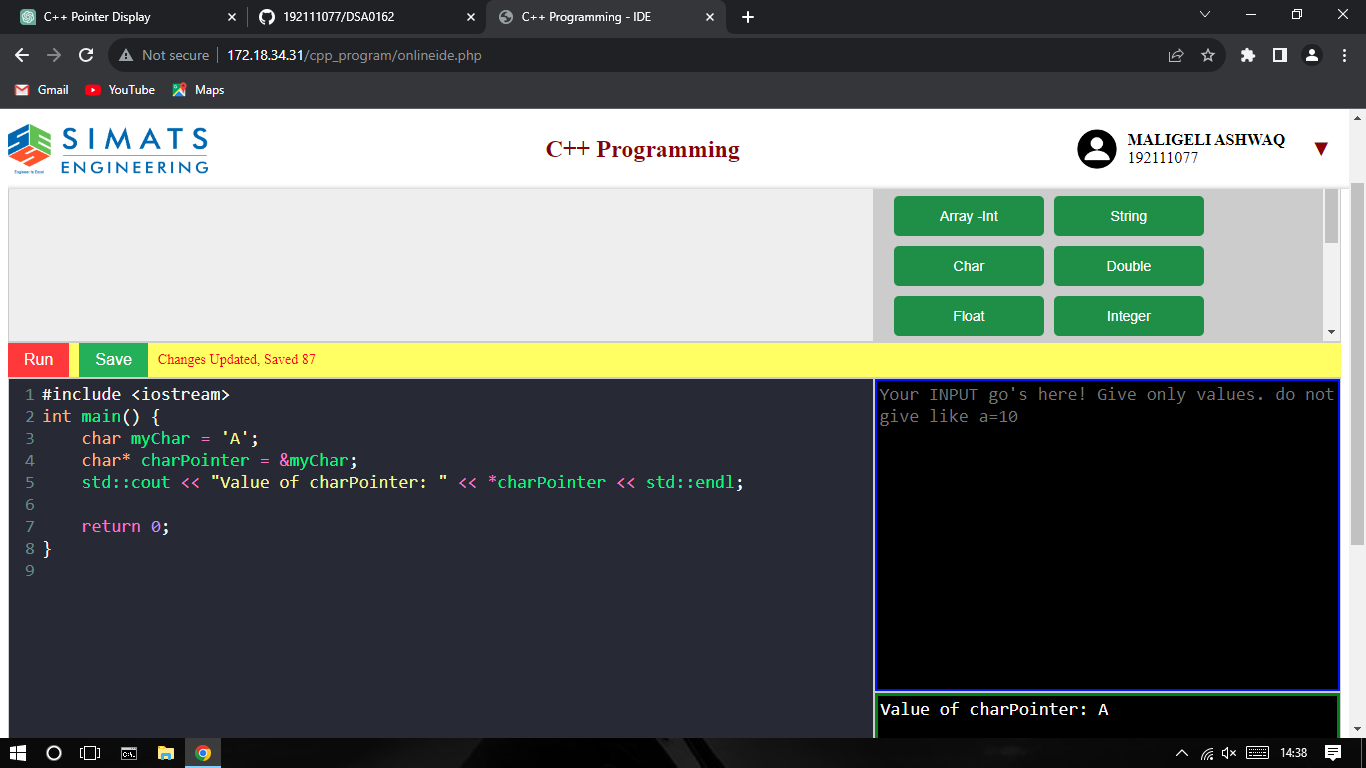 C++ Pointer Display
192111077/DSA0162
C++ Programming - IDE
Not secure
172.18.34.31/cpp_program/onlineide.php
Gmail
YouTube
Maps
SIMATS
ENGINEERING
C++ Programming
MALIGELI ASHWAQ
192111077
Array -Int
String
Char
Double
Float
Integer
Run
Save
Changes Updated, Saved 87
1 #include <iostream>
2 int main() {
3     char myChar = 'A';
4     char* charPointer = &myChar;
5     std::cout << "Value of charPointer: " << *charPointer << std::endl;
6
7     return 0;
8 }
9
Your INPUT go's here! Give only values. do not
give like a=10
Value of charPointer: A
14:38